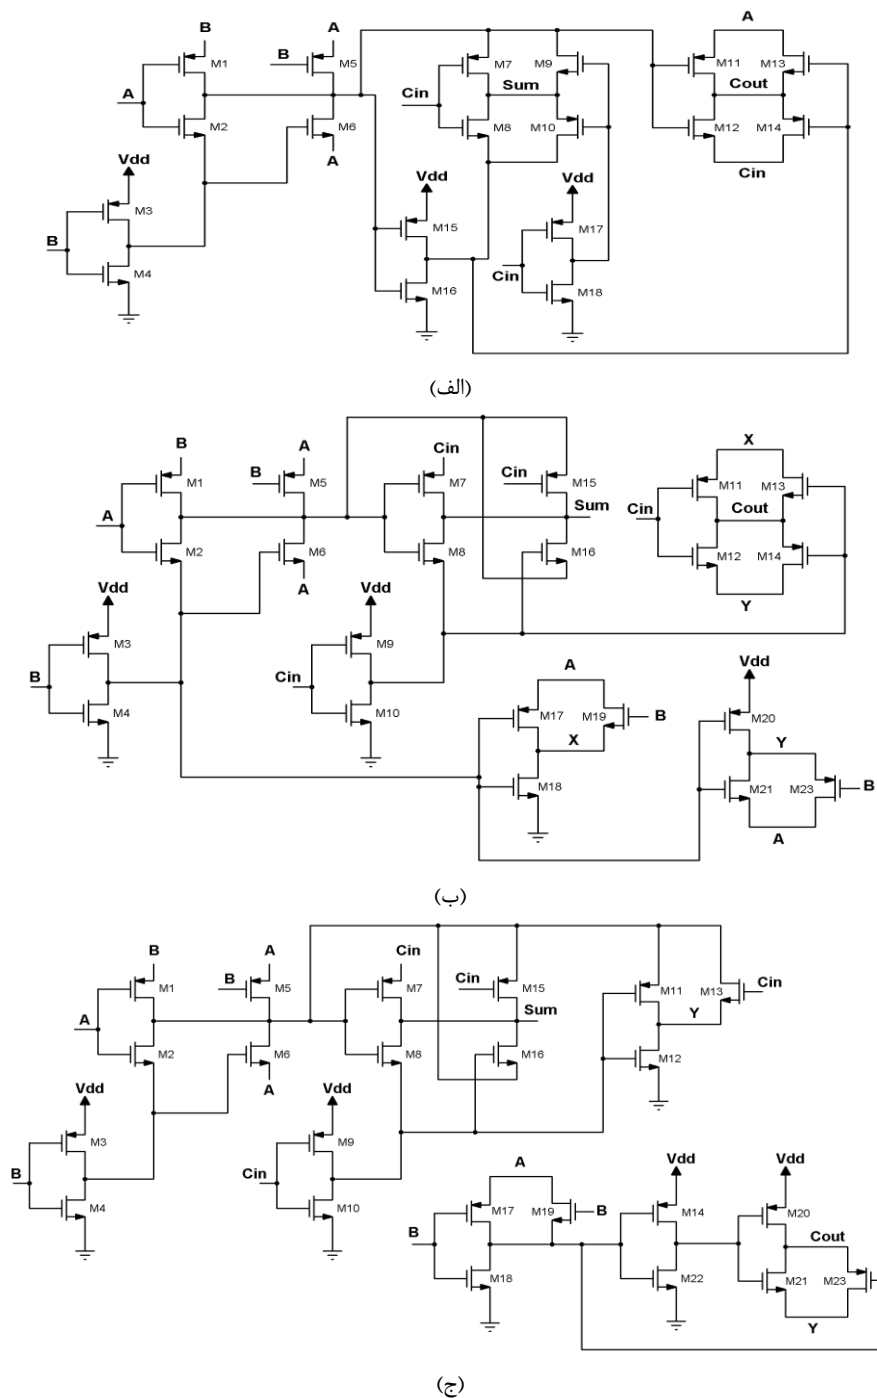 B
A
M1
M5
B
A
M2
M6
A
Vdd
M3
B
M4
M7
M9
Cin
Sum
M8
M10
Vdd
M15
M16
Vdd
M17
Cin
M18
A
M11
M13
Cout
M12
M14
Cin
(الف)
B
A
M1
M5
B
A
M2
M6
A
Vdd
M3
B
M4
Cin
M7
M8
Cin
M15
Sum
M16
Vdd
M9
Cin
M10
X
M11
M13
Cin
Cout
M12
M14
Y
A
M17
M19
B
X
M18
Vdd
M20
Y
M21
M23
B
A
(ب)
B
A
M1
M5
B
A
M2
M6
A
Vdd
M3
B
M4
Cin
M7
M8
Cin
M15
Sum
M16
Vdd
M9
Cin
M10
M11
M13
Cin
Y
M12
A
M17
M19
B
B
M18
Vdd
M14
M22
Vdd
M20
Cout
M21
M23
Y
(ج)